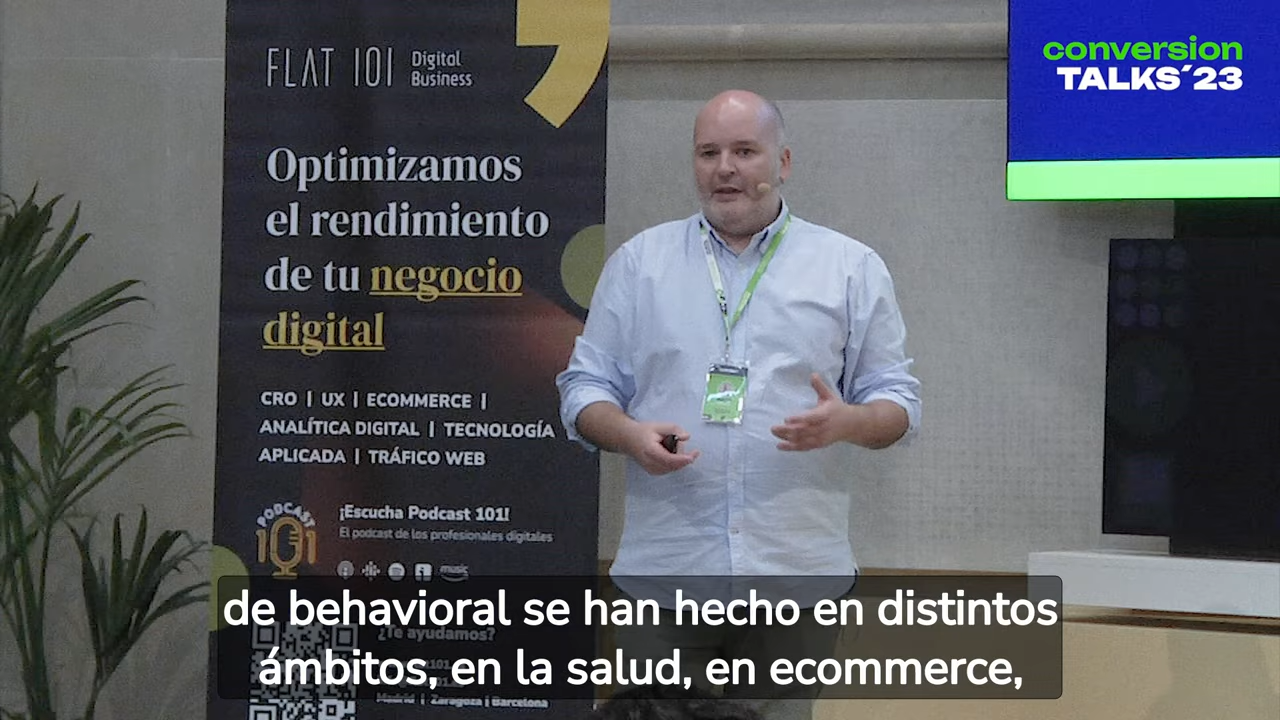 FLAT 101 Digital Business
conversion
TALKS´23
Optimizamos
el rendimiento
de tu negocio
digital
CRO | UX | ECOMMERCE |
ANALÍTICA DIGITAL | TECNOLOGÍA
APLICADA | TRÁFICO WEB
PODCAST
101
¡Escucha Podcast 101!
El podcast de los profesionales digitales
music
de behavioral se han hecho en distintos
ámbitos, en la salud, en ecommerce,
¿Te ayudamos?
Madrid | Zaragoza | Barcelona